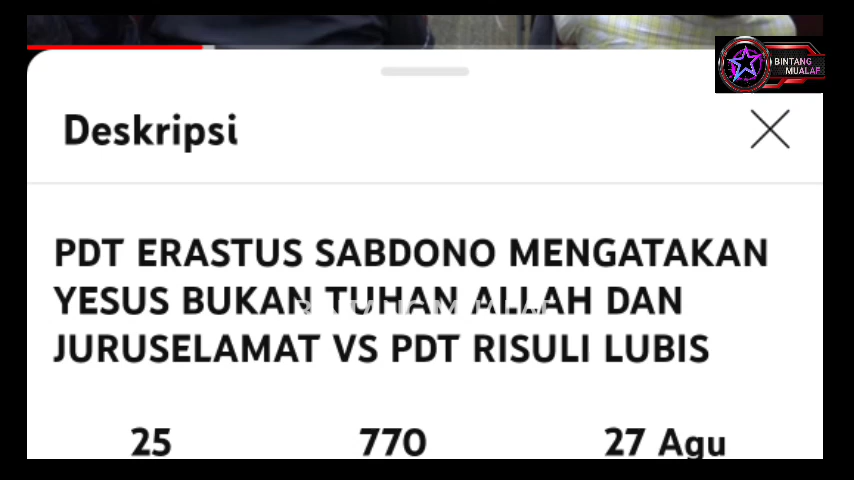 BINTANG
MUALAF
Deskripsi
PDT ERASTUS SABDONO MENGATAKAN
YESUS BUKAN TUHAN ALLAH DAN
JURUSELAMAT VS PDT RISULI LUBIS
25 770 27 Agu